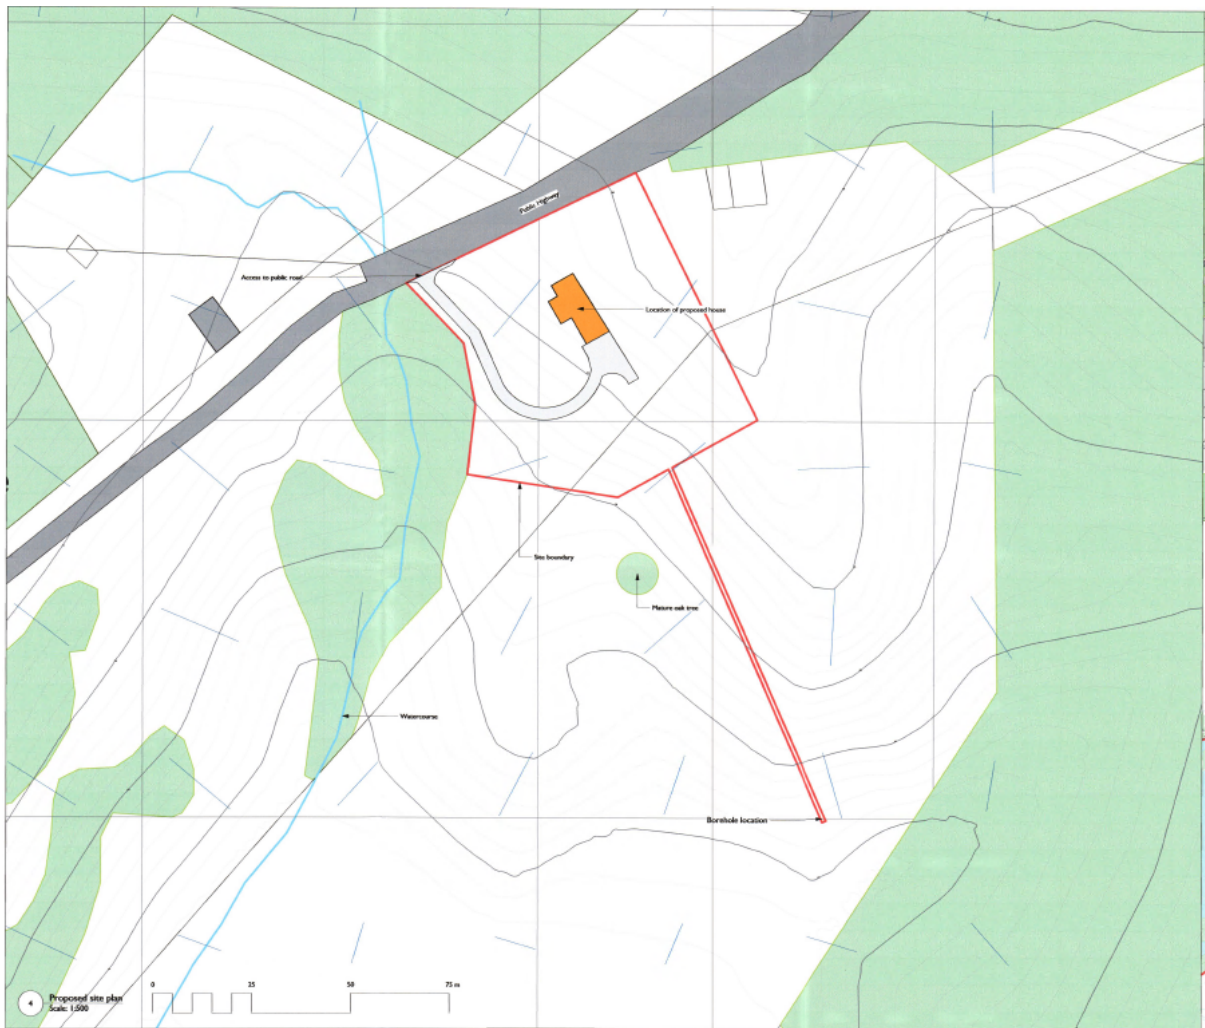 Public Highway
Access to public road
Location of proposed house
Site boundary
Mature oak tree
Watercourse
Borehole location
0 25 50 75 m
4 Proposed site plan
Scale: 1:500